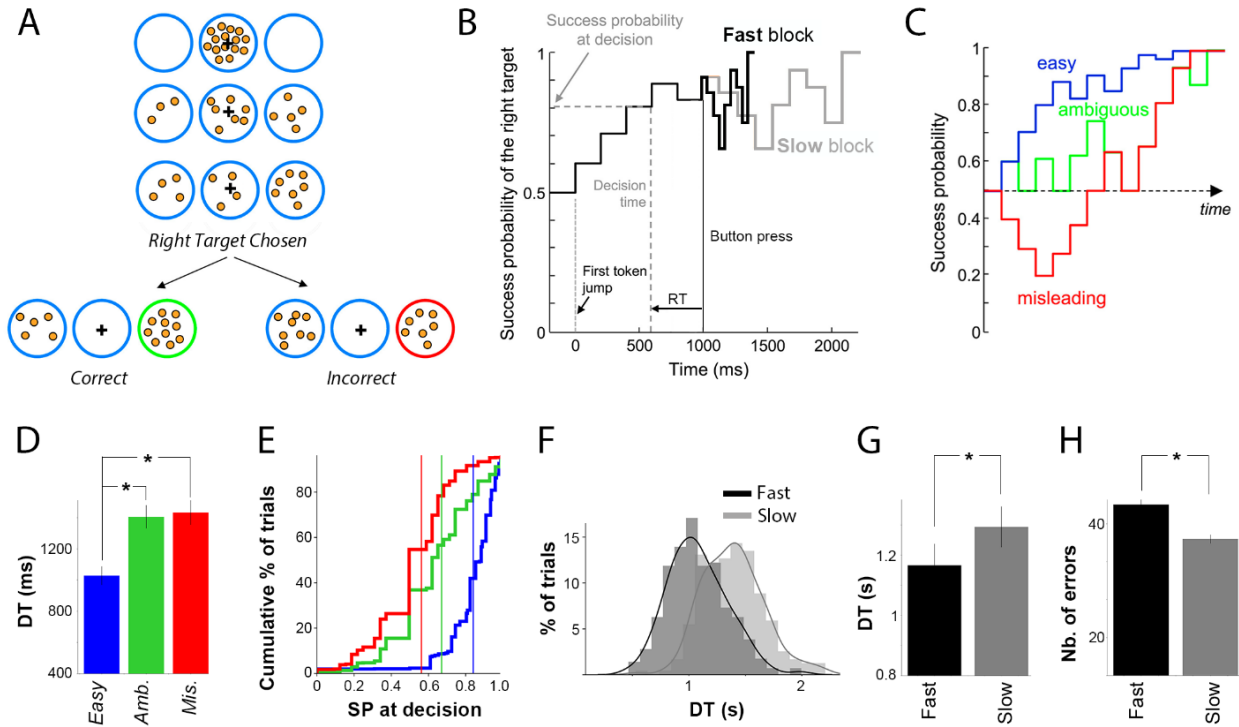 A
Right Target Chosen
Correct
Incorrect
B
Success probability
at decision
Fast block
Slow block
Decision
time
Button press
First token
jump
RT
Success probability of the right target
1
0.8
0.5
0.2
0
0
500
1000
1500
2000
Time (ms)
C
easy
ambiguous
misleading
time
Success probability
1
0.8
0.6
0.4
0.2
0
D
*
*
DT (ms)
1200
800
400
Easy
Amb.
Mis.
E
Cumulative % of trials
80
60
40
20
0
0.2
0.4
0.6
0.8
1.0
SP at decision
F
Fast
Slow
% of trials
15
10
5
1
2
DT (s)
G
*
DT (s)
1.2
1
0.8
Fast
Slow
H
*
Nb. of errors
40
20
Fast
Slow